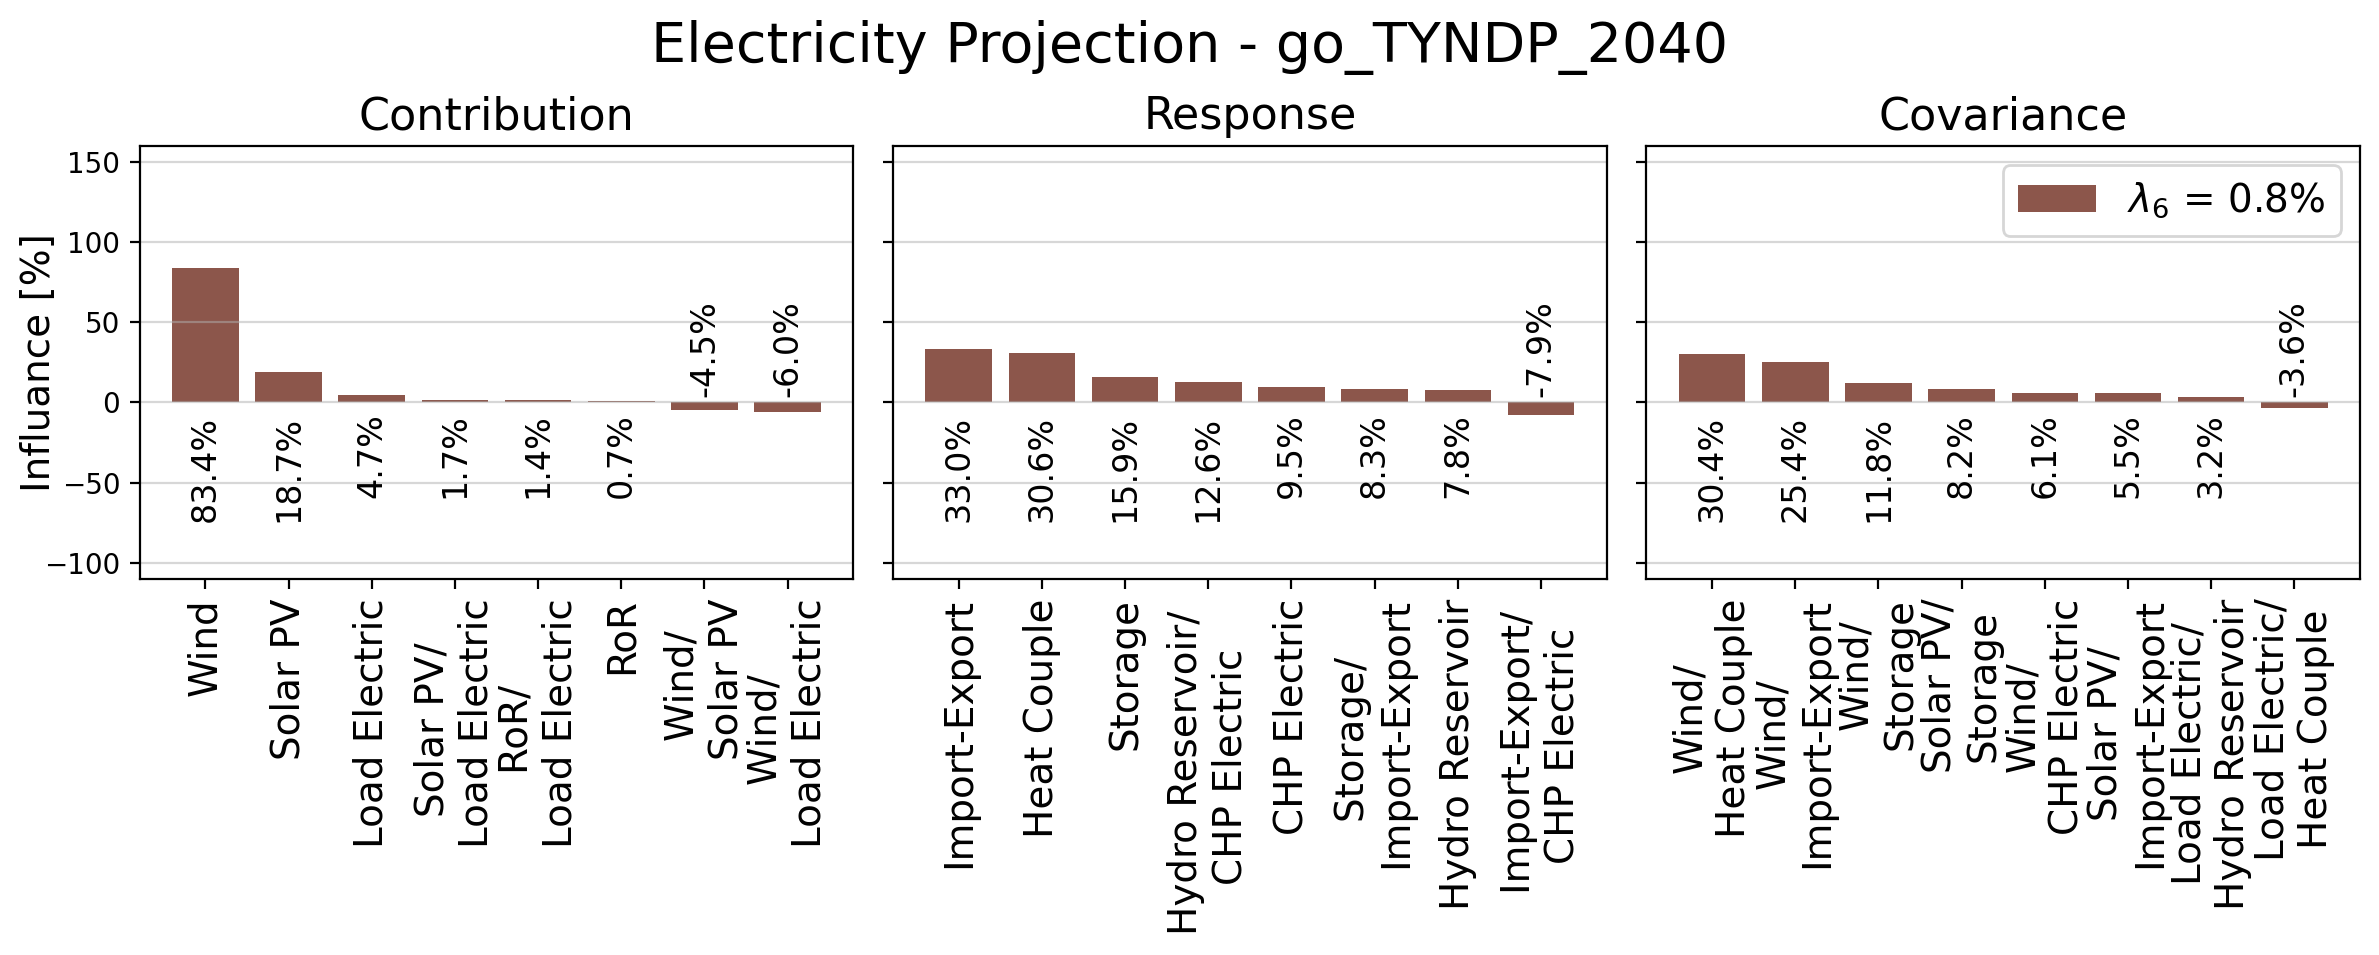 Electricity Projection - go_TYNDP_2040
Contribution
Response
Covariance
Influance [%]
150
100
50
0
−50
−100
λ6 = 0.8%
83.4%
18.7%
4.7%
1.7%
1.4%
0.7%
-4.5%
-6.0%
33.0%
30.6%
15.9%
12.6%
9.5%
8.3%
7.8%
-7.9%
30.4%
25.4%
11.8%
8.2%
6.1%
5.5%
3.2%
-3.6%
Wind
Solar PV
Load Electric
Solar PV/
Load Electric
RoR/
Load Electric
RoR
Wind/
Solar PV
Wind/
Load Electric
Import-Export
Heat Couple
Storage
Hydro Reservoir/
CHP Electric
CHP Electric
Storage/
Import-Export
Hydro Reservoir
Import-Export/
CHP Electric
Wind/
Heat Couple
Wind/
Import-Export
Wind/
Storage
Solar PV/
Storage
Wind/
CHP Electric
Solar PV/
Import-Export
Load Electric/
Hydro Reservoir
Load Electric/
Heat Couple